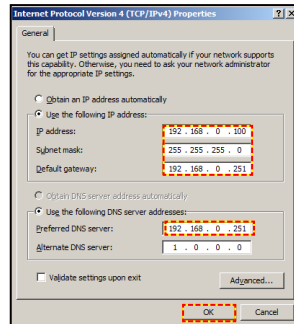 Internet Protocol Version 4 (TCP/IPv4) Properties ? X
General
You can get IP settings assigned automatically if your network supports
this capability. Otherwise, you need to ask your network administrator
for the appropriate IP settings.
Obtain an IP address automatically
Use the following IP address:
IP address: 192 . 168 . 0 . 100
Subnet mask: 255 . 255 . 255 . 0
Default gateway: 192 . 168 . 0 . 251
Obtain DNS server address automatically
Use the following DNS server addresses:
Preferred DNS server: 192 . 168 . 0 . 251
Alternate DNS server: 1 . 0 . 0 . 0
Validate settings upon exit
Advanced...
OK Cancel